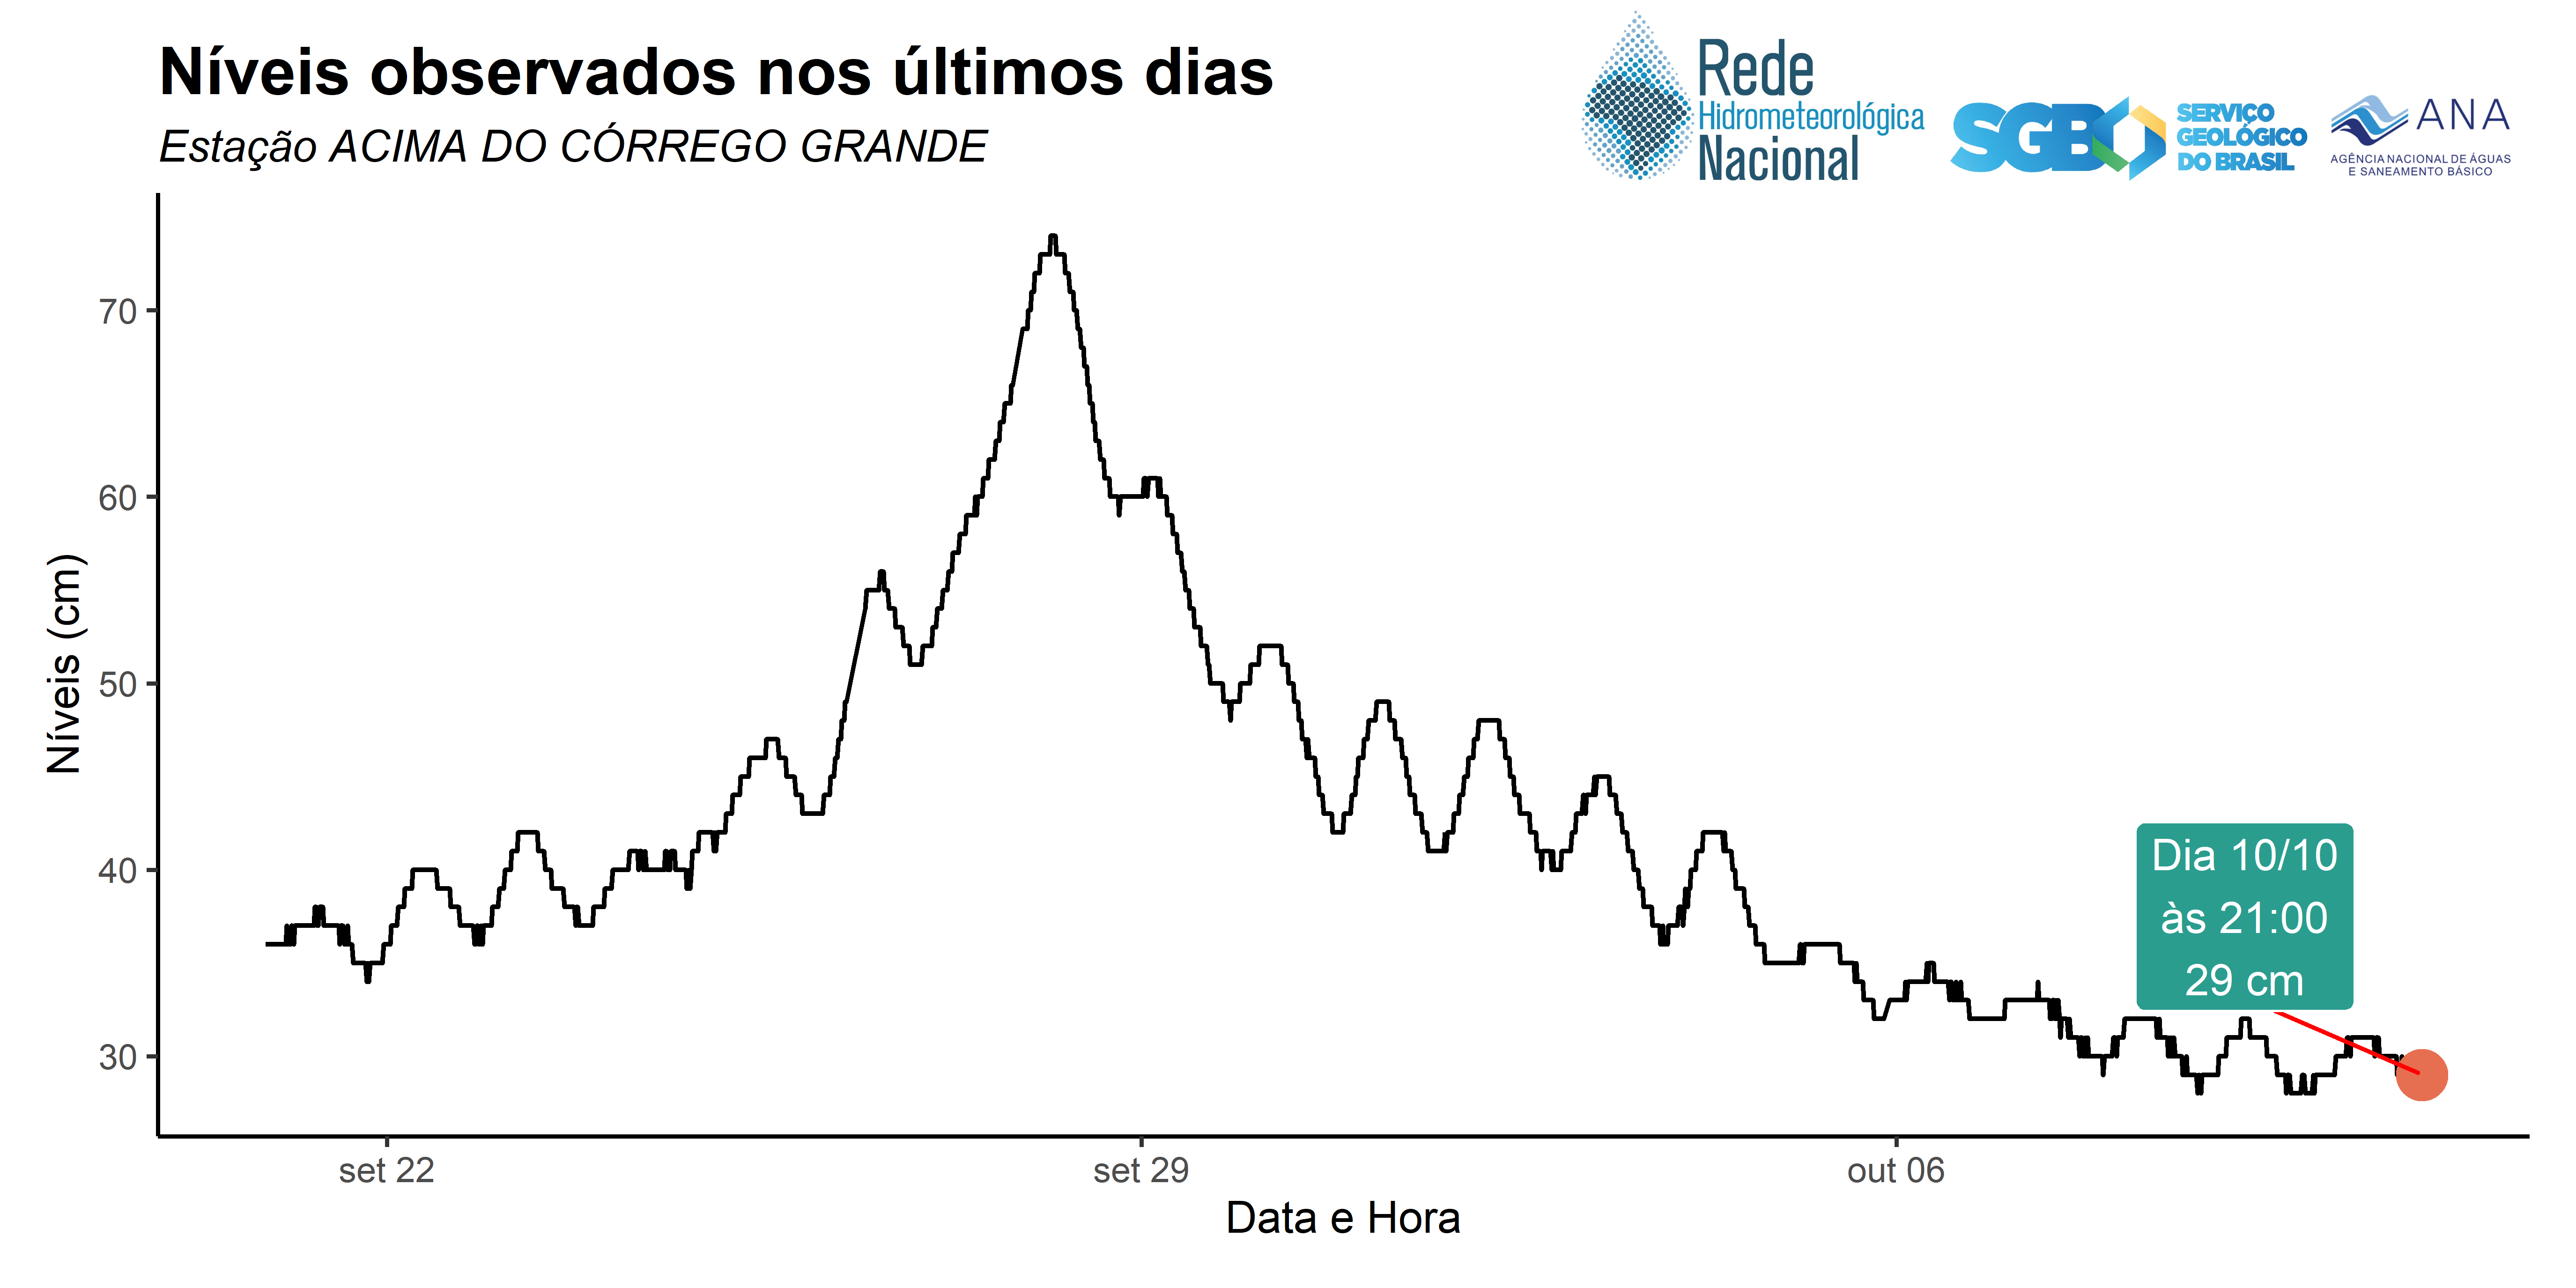 Níveis observados nos últimos dias
Estação ACIMA DO CÓRREGO GRANDE
Rede
Hidrometeorológica
Nacional
SGB
SERVIÇO
GEOLÓGICO
DO BRASIL
ANA
AGÊNCIA NACIONAL DE ÁGUAS
E SANEAMENTO BÁSICO
Níveis (cm)
70
60
50
40
30
Dia 10/10
às 21:00
29 cm
set 22
set 29
out 06
Data e Hora